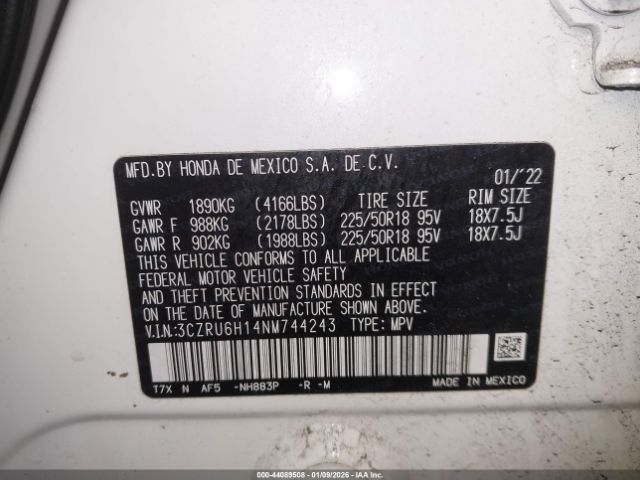 MFD.BY HONDA DE MEXICO S.A. DE C.V.
01/'22
GVWR 1890KG (4166LBS) TIRE SIZE RIM SIZE
GAWR F 988KG (2178LBS) 225/50R18 95V 18X7.5J
GAWR R 902KG (1988LBS) 225/50R18 95V 18X7.5J
THIS VEHICLE CONFORMS TO ALL APPLICABLE
FEDERAL MOTOR VEHICLE SAFETY
AND THEFT PREVENTION STANDARDS IN EFFECT
ON THE DATE OF MANUFACTURE SHOWN ABOVE.
V.I.N:3CZRU6H14NM744243 TYPE: MPV
T7X N AF5 -NH883P -R -M
MADE IN MEXICO
000-44089508 - 01/09/2026 - IAAI.COM